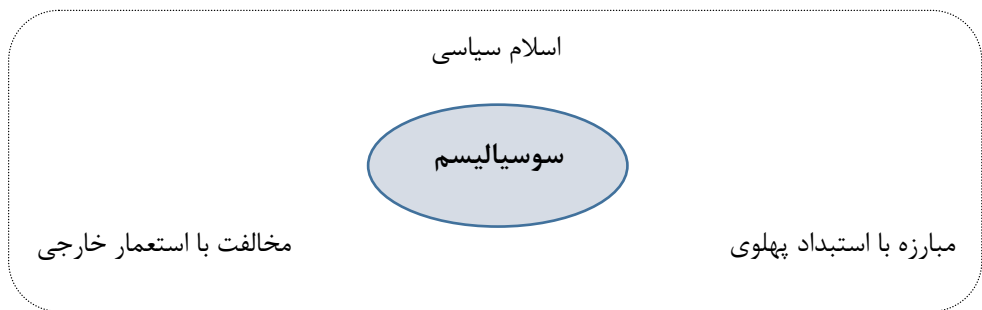 اسلام سیاسی
سوسیالیسم
مبارزه با استبداد پهلوی
مخالفت با استعمار خارجی